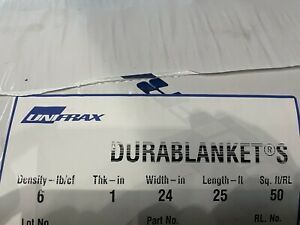 UNIFRAX
DURABLANKET® S
Density – lb/cf Thk – in Width – in Length – ft Sq. ft/RL
6 1 24 25 50
Lot No. Part No. RL. No.